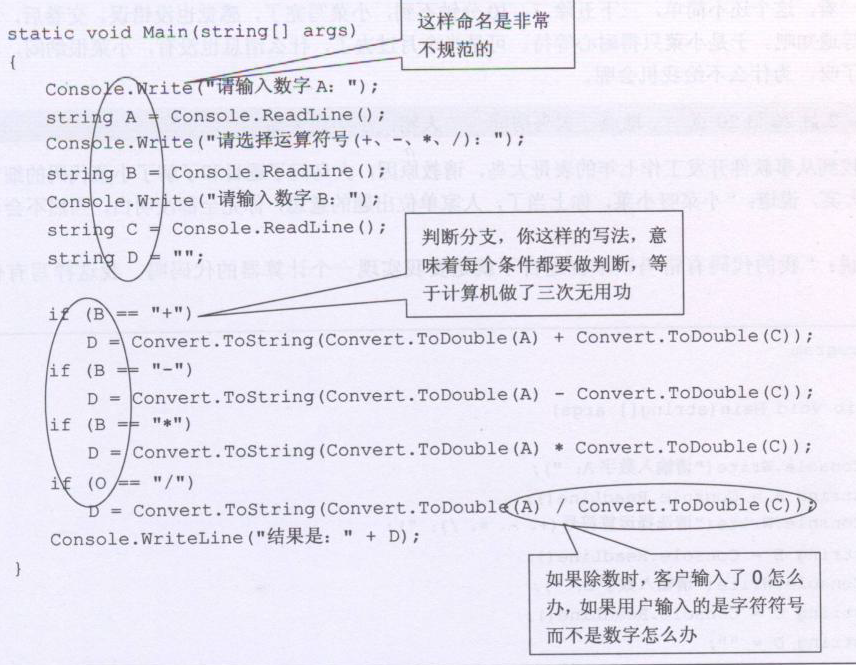 这样命名是非常
不规范的
static void Main(string[] args)
{
Console.Write("请输入数字A: ");
string A = Console.ReadLine();
Console.Write("请选择运算符号(+、-、*、/): ");
string B = Console.ReadLine();
Console.Write("请输入数字B: ");
string C = Console.ReadLine();
string D = "";
判断分支，你这样的写法，意
味着每个条件都要做判断，等
于计算机做了三次无用功
if (B == "+")
D = Convert.ToString(Convert.ToDouble(A) + Convert.ToDouble(C));
if (B == "-")
D = Convert.ToString(Convert.ToDouble(A) - Convert.ToDouble(C));
if (B == "*")
D = Convert.ToString(Convert.ToDouble(A) * Convert.ToDouble(C));
if (O == "/")
D = Convert.ToString(Convert.ToDouble(A) / Convert.ToDouble(C));
Console.WriteLine("结果是: " + D);
}
如果除数时，客户输入了0怎么
办，如果用户输入的是字符符号
而不是数字怎么办